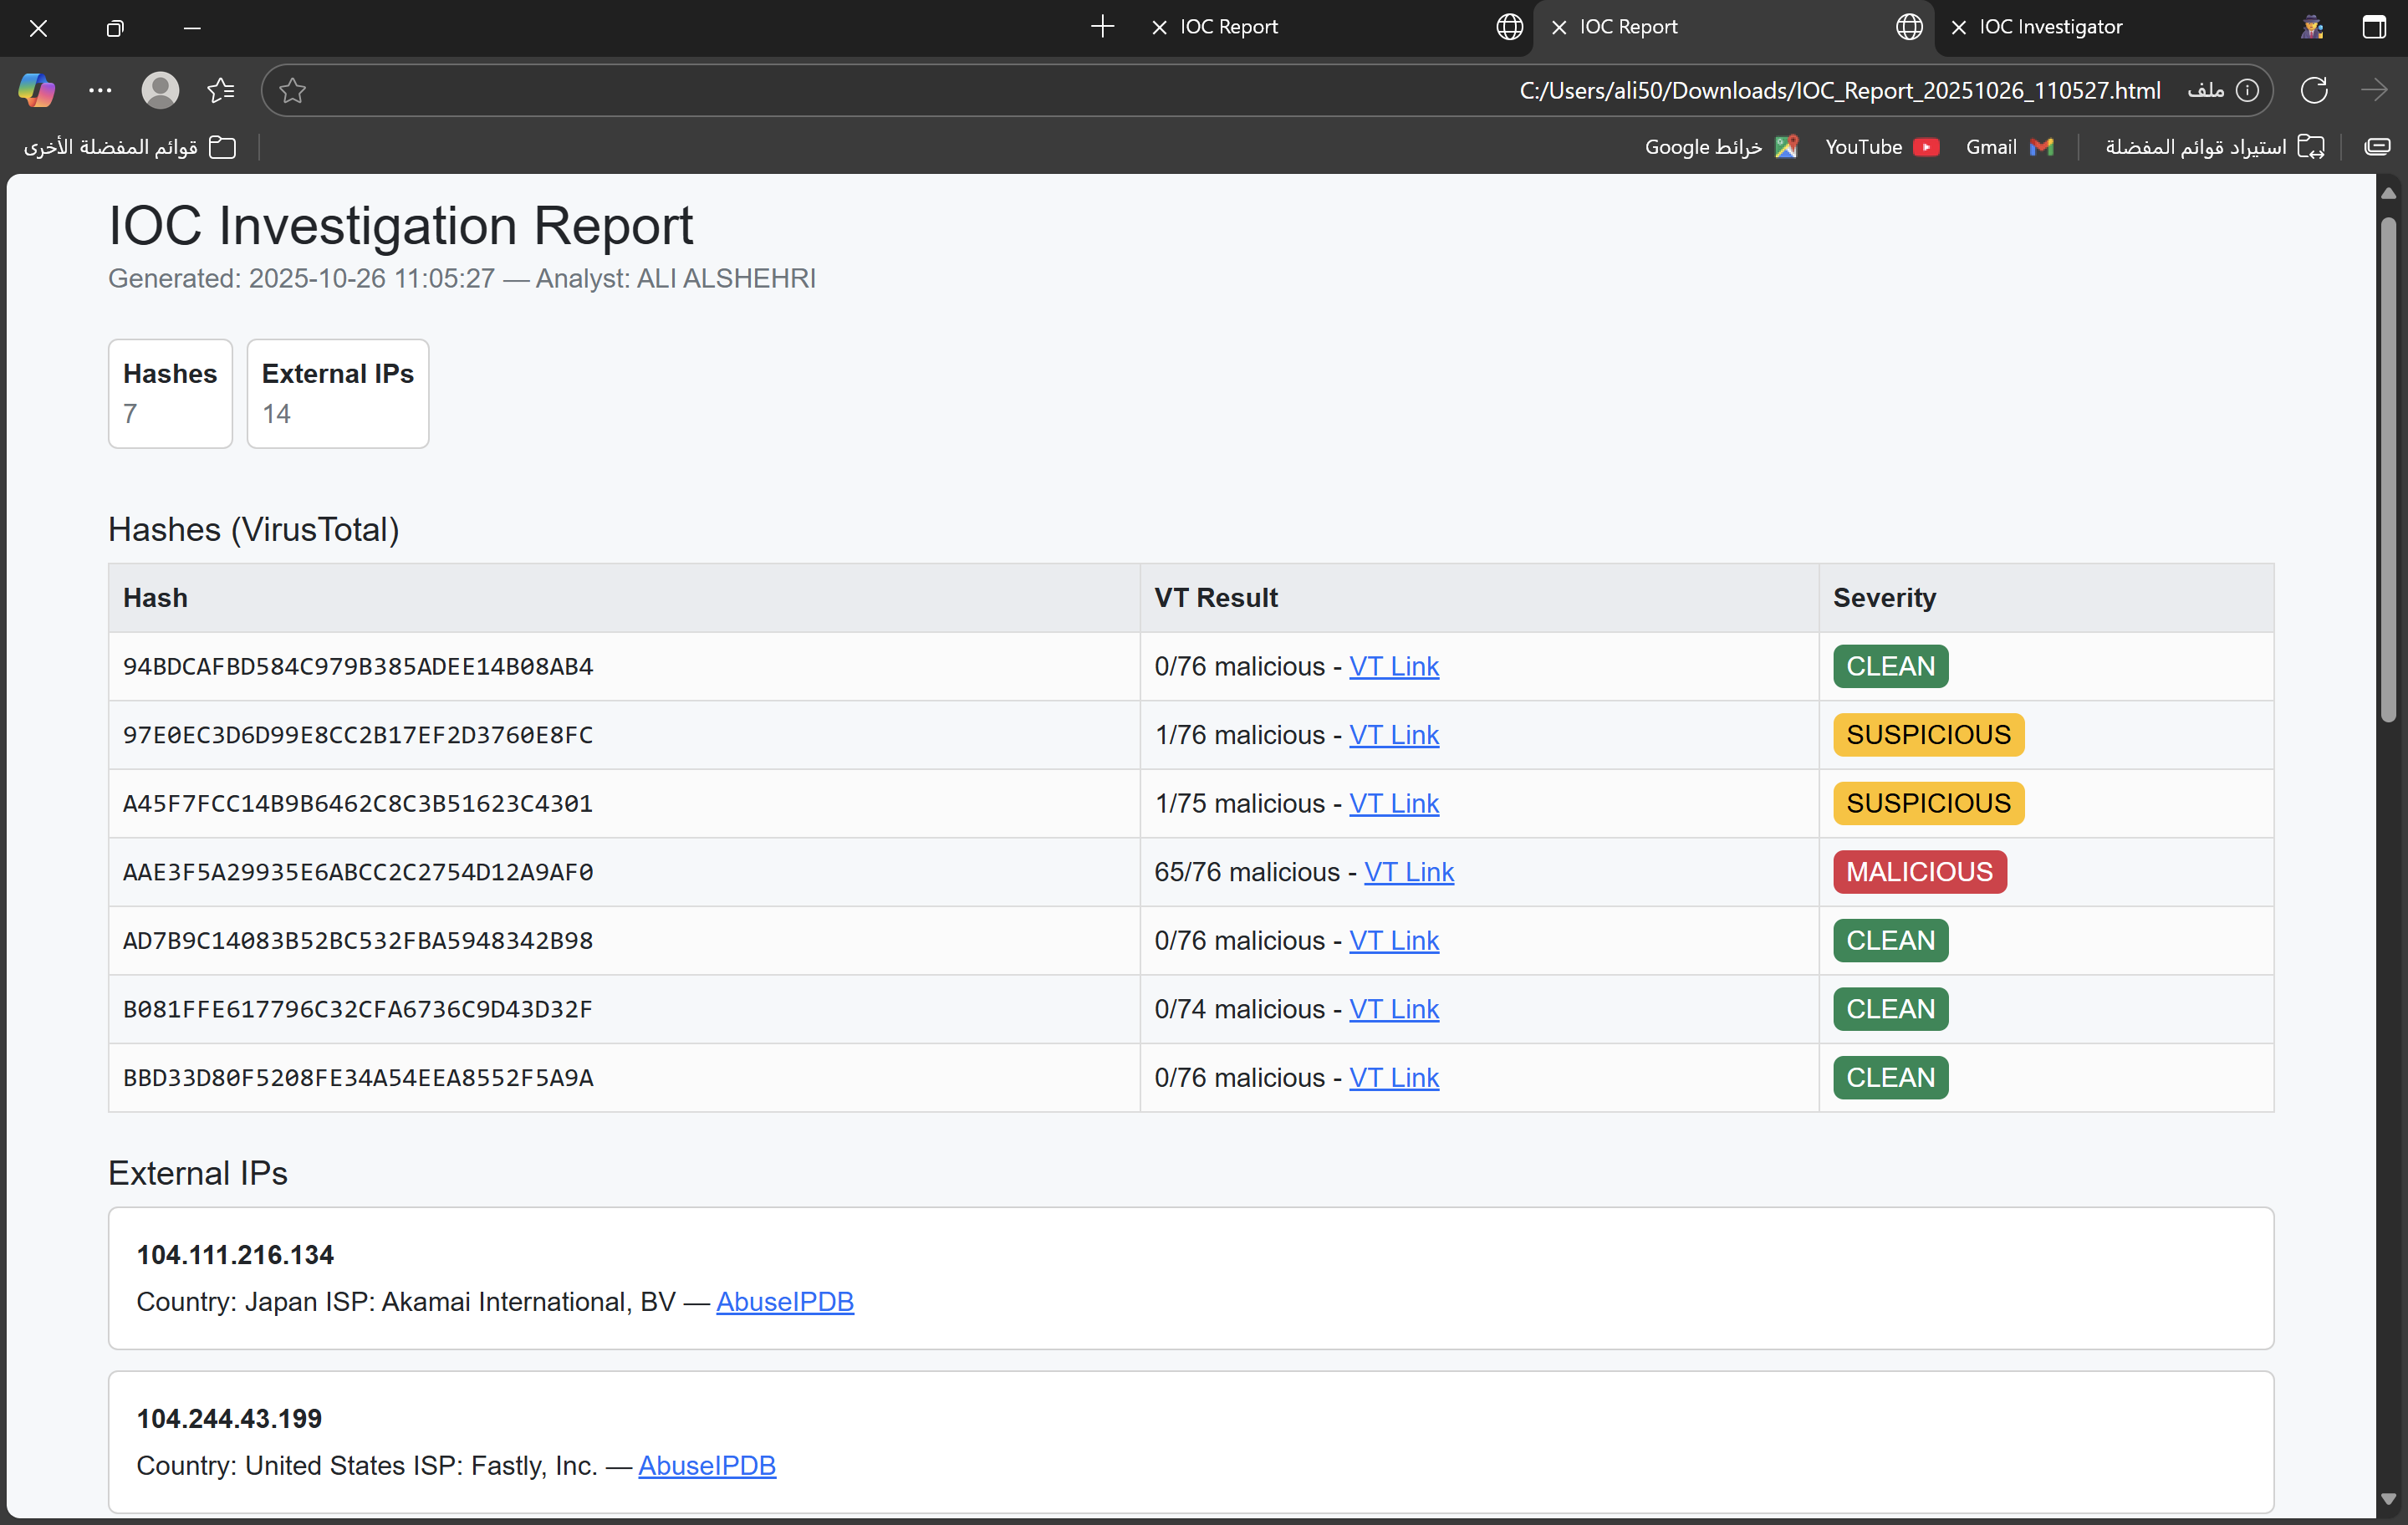 IOC Report
IOC Report
IOC Investigator
C:/Users/ali50/Downloads/IOC_Report_20251026_110527.html
ملف
قوائم المفضلة الأخرى
خرائط Google
YouTube
Gmail
استيراد قوائم المفضلة
IOC Investigation Report
Generated: 2025-10-26 11:05:27 — Analyst: ALI ALSHEHRI
Hashes
7
External IPs
14
Hashes (VirusTotal)
Hash VT Result Severity
94BDCAFBD584C979B385ADEE14B08AB4 0/76 malicious - VT Link CLEAN
97E0EC3D6D99E8CC2B17EF2D3760E8FC 1/76 malicious - VT Link SUSPICIOUS
A45F7FCC14B9B6462C8C3B51623C4301 1/75 malicious - VT Link SUSPICIOUS
AAE3F5A29935E6ABCC2C2754D12A9AF0 65/76 malicious - VT Link MALICIOUS
AD7B9C14083B52BC532FBA5948342B98 0/76 malicious - VT Link CLEAN
B081FFE617796C32CFA6736C9D43D32F 0/74 malicious - VT Link CLEAN
BBD33D80F5208FE34A54EEA8552F5A9A 0/76 malicious - VT Link CLEAN
External IPs
104.111.216.134
Country: Japan ISP: Akamai International, BV — AbuseIPDB
104.244.43.199
Country: United States ISP: Fastly, Inc. — AbuseIPDB